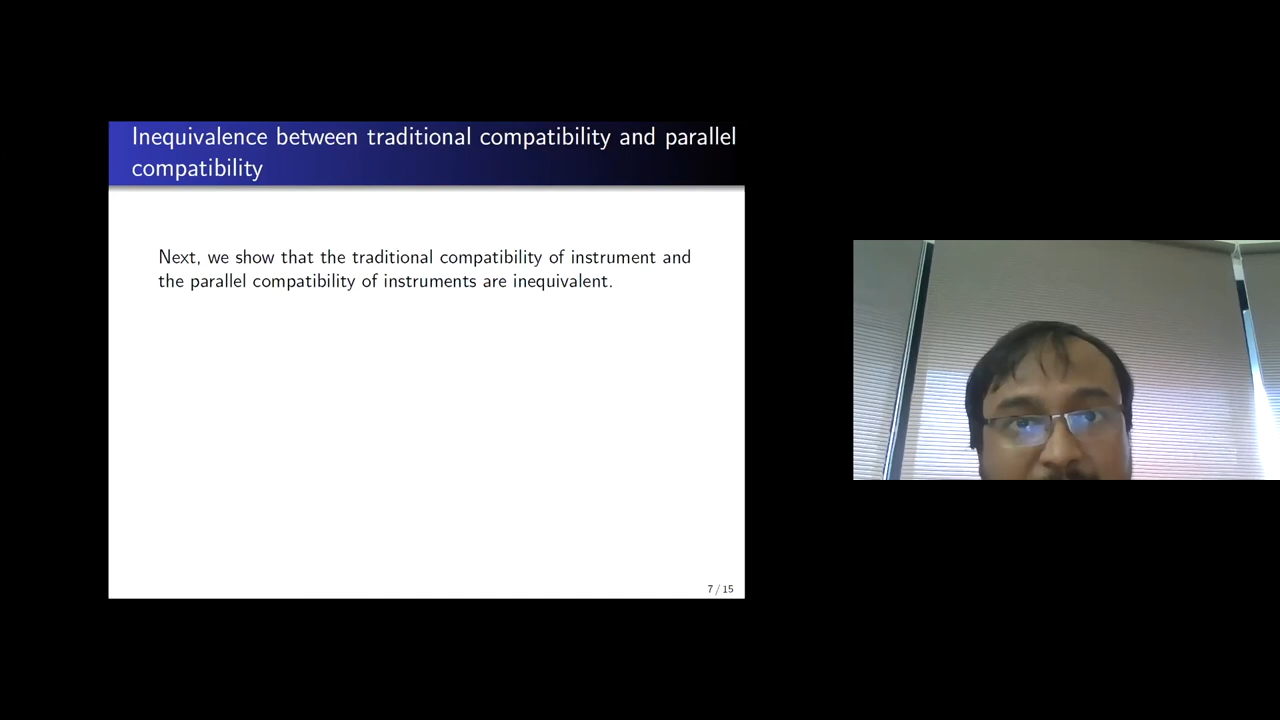 Inequivalence between traditional compatibility and parallel
compatibility
Next, we show that the traditional compatibility of instrument and
the parallel compatibility of instruments are inequivalent.
7 / 15